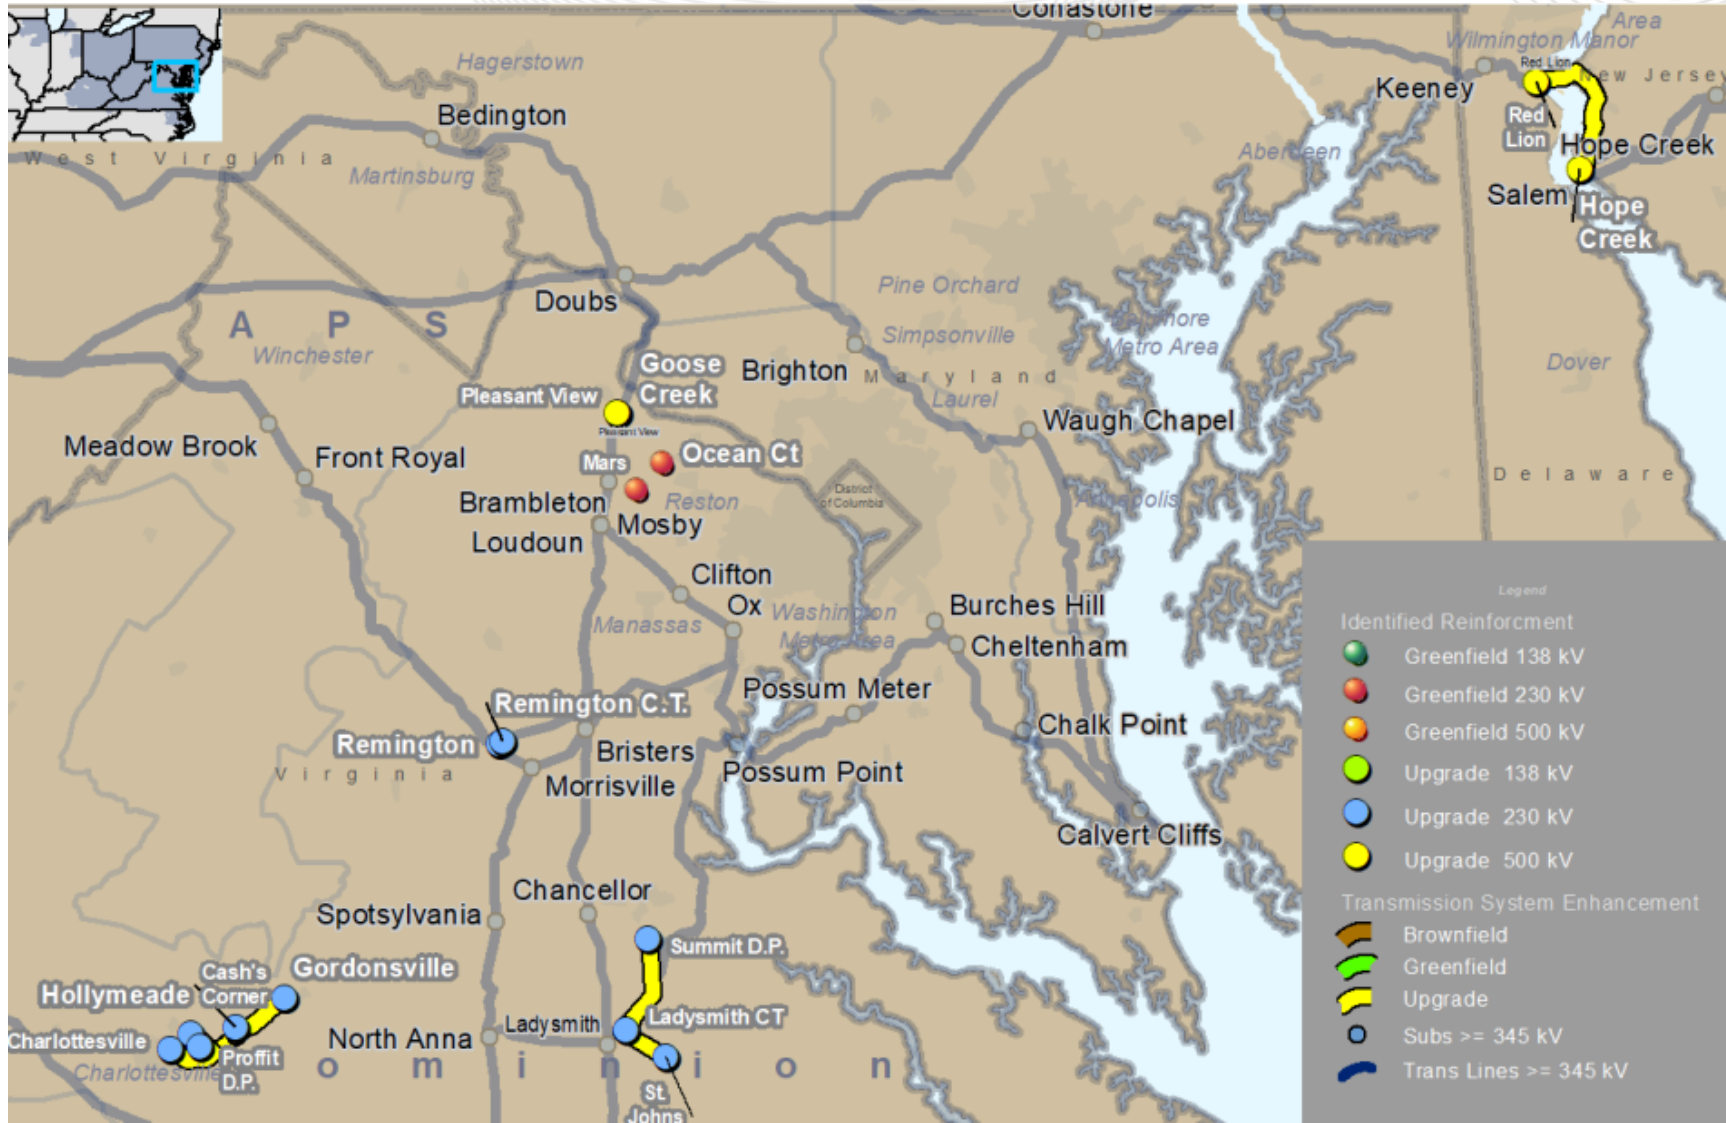 Conastone
Area
Wilmington Manor
Hagerstown
Red Lion
New Jersey
Keeney
Bedington
Red
Lion
Hope Creek
West Virginia
Aberdeen
Martinsburg
Salem
Hope
Creek
Doubs
Pine Orchard
APS
Simpsonville
Metro Area
Winchester
Goose
Creek
Brighton
Maryland
Dover
Pleasant View
Laurel
Pleasant View
Waugh Chapel
Meadow Brook
Front Royal
Mars
Ocean Ct
Delaware
District
of Columbia
Brambleton
Reston
Mosby
Loudoun
Clifton
Ox
Washington
Metro Area
Manassas
Burches Hill
Cheltenham
Possum Meter
Remington C.T.
Chalk Point
Remington
Bristers
Virginia
Morrisville
Possum Point
Calvert Cliffs
Chancellor
Spotsylvania
Summit D.P.
Cash's
Corner
Gordonsville
Hollymeade
Ladysmith
Ladysmith CT
North Anna
Charlottesville
Proffit
D.P.
Charlottesville
ominion
St.
Johns
Legend
Identified Reinforcment
Greenfield 138 kV
Greenfield 230 kV
Greenfield 500 kV
Upgrade 138 kV
Upgrade 230 kV
Upgrade 500 kV
Transmission System Enhancement
Brownfield
Greenfield
Upgrade
Subs >= 345 kV
Trans Lines >= 345 kV